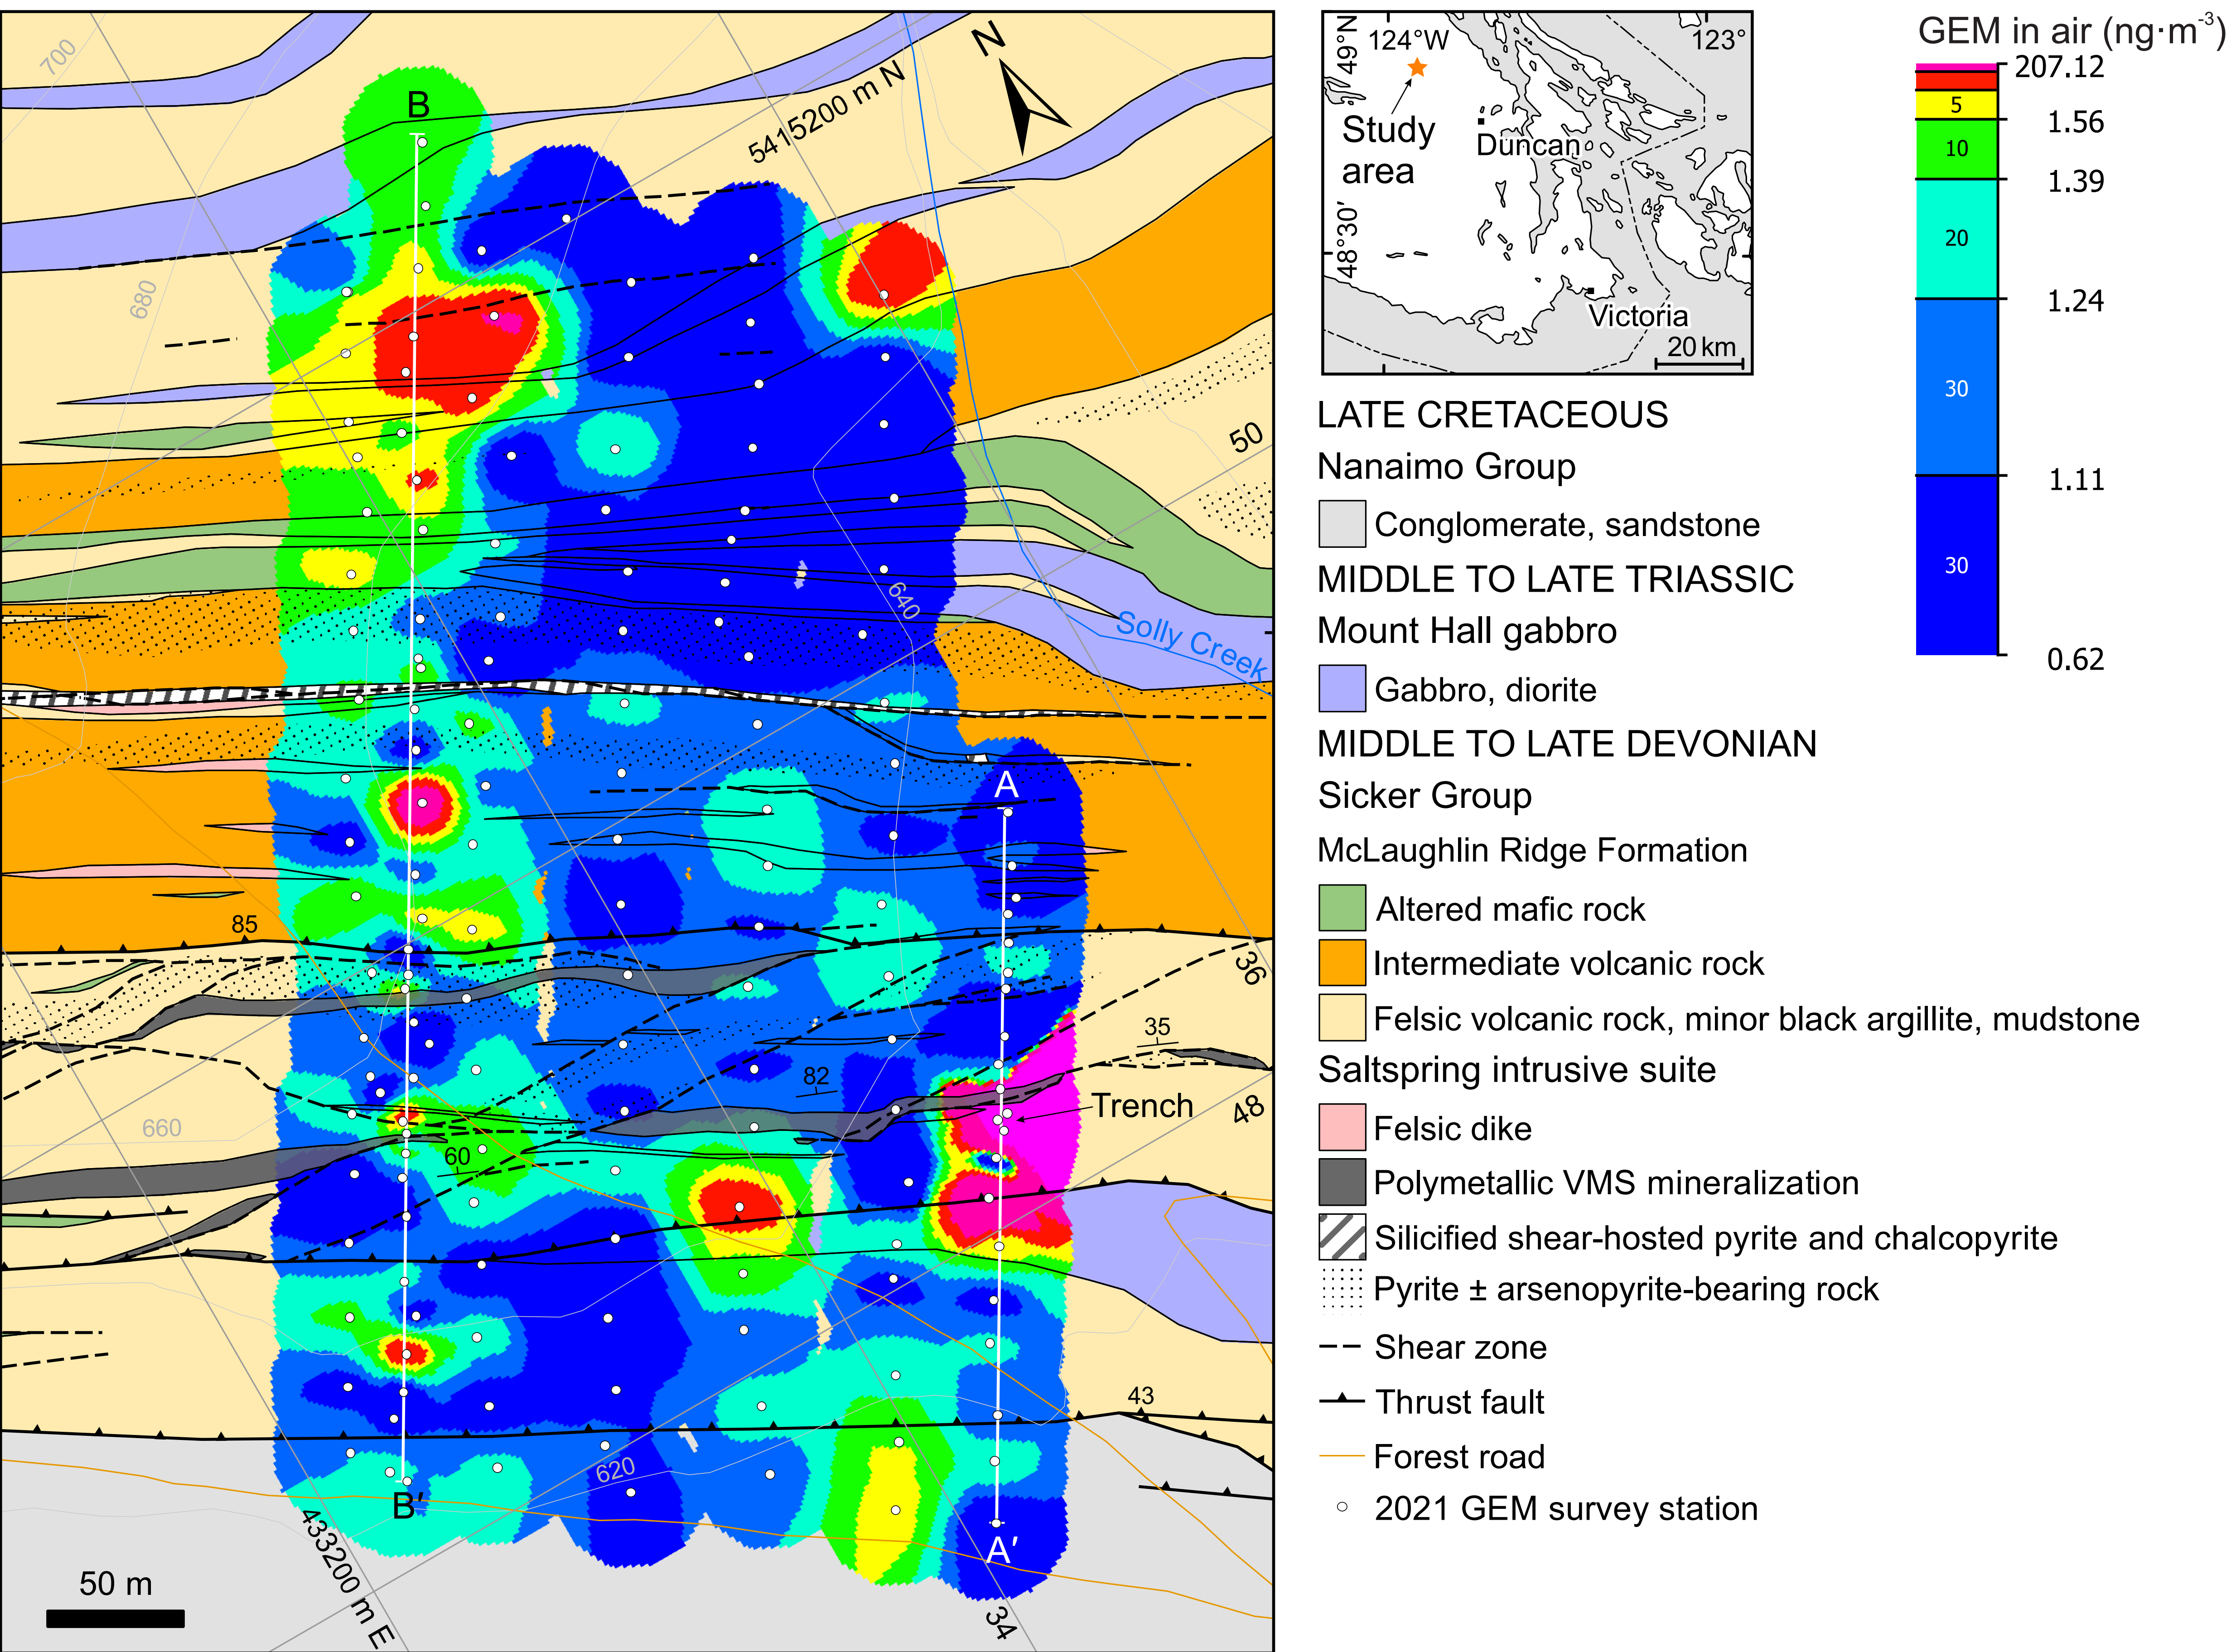 700
B
N
5415200 m N
680
50
640
Solly Creek
A
85
36
35
82
Trench
48
660
60
43
620
B′
A′
433200 m E
34
50 m
49°N
124°W
123°
Study
area
Duncan
48°30′
Victoria
20 km
GEM in air (ng·m-3)
207.12
5
1.56
10
1.39
20
1.24
30
1.11
30
0.62
LATE CRETACEOUS
Nanaimo Group
Conglomerate, sandstone
MIDDLE TO LATE TRIASSIC
Mount Hall gabbro
Gabbro, diorite
MIDDLE TO LATE DEVONIAN
Sicker Group
McLaughlin Ridge Formation
Altered mafic rock
Intermediate volcanic rock
Felsic volcanic rock, minor black argillite, mudstone
Saltspring intrusive suite
Felsic dike
Polymetallic VMS mineralization
Silicified shear-hosted pyrite and chalcopyrite
Pyrite ± arsenopyrite-bearing rock
Shear zone
Thrust fault
Forest road
2021 GEM survey station